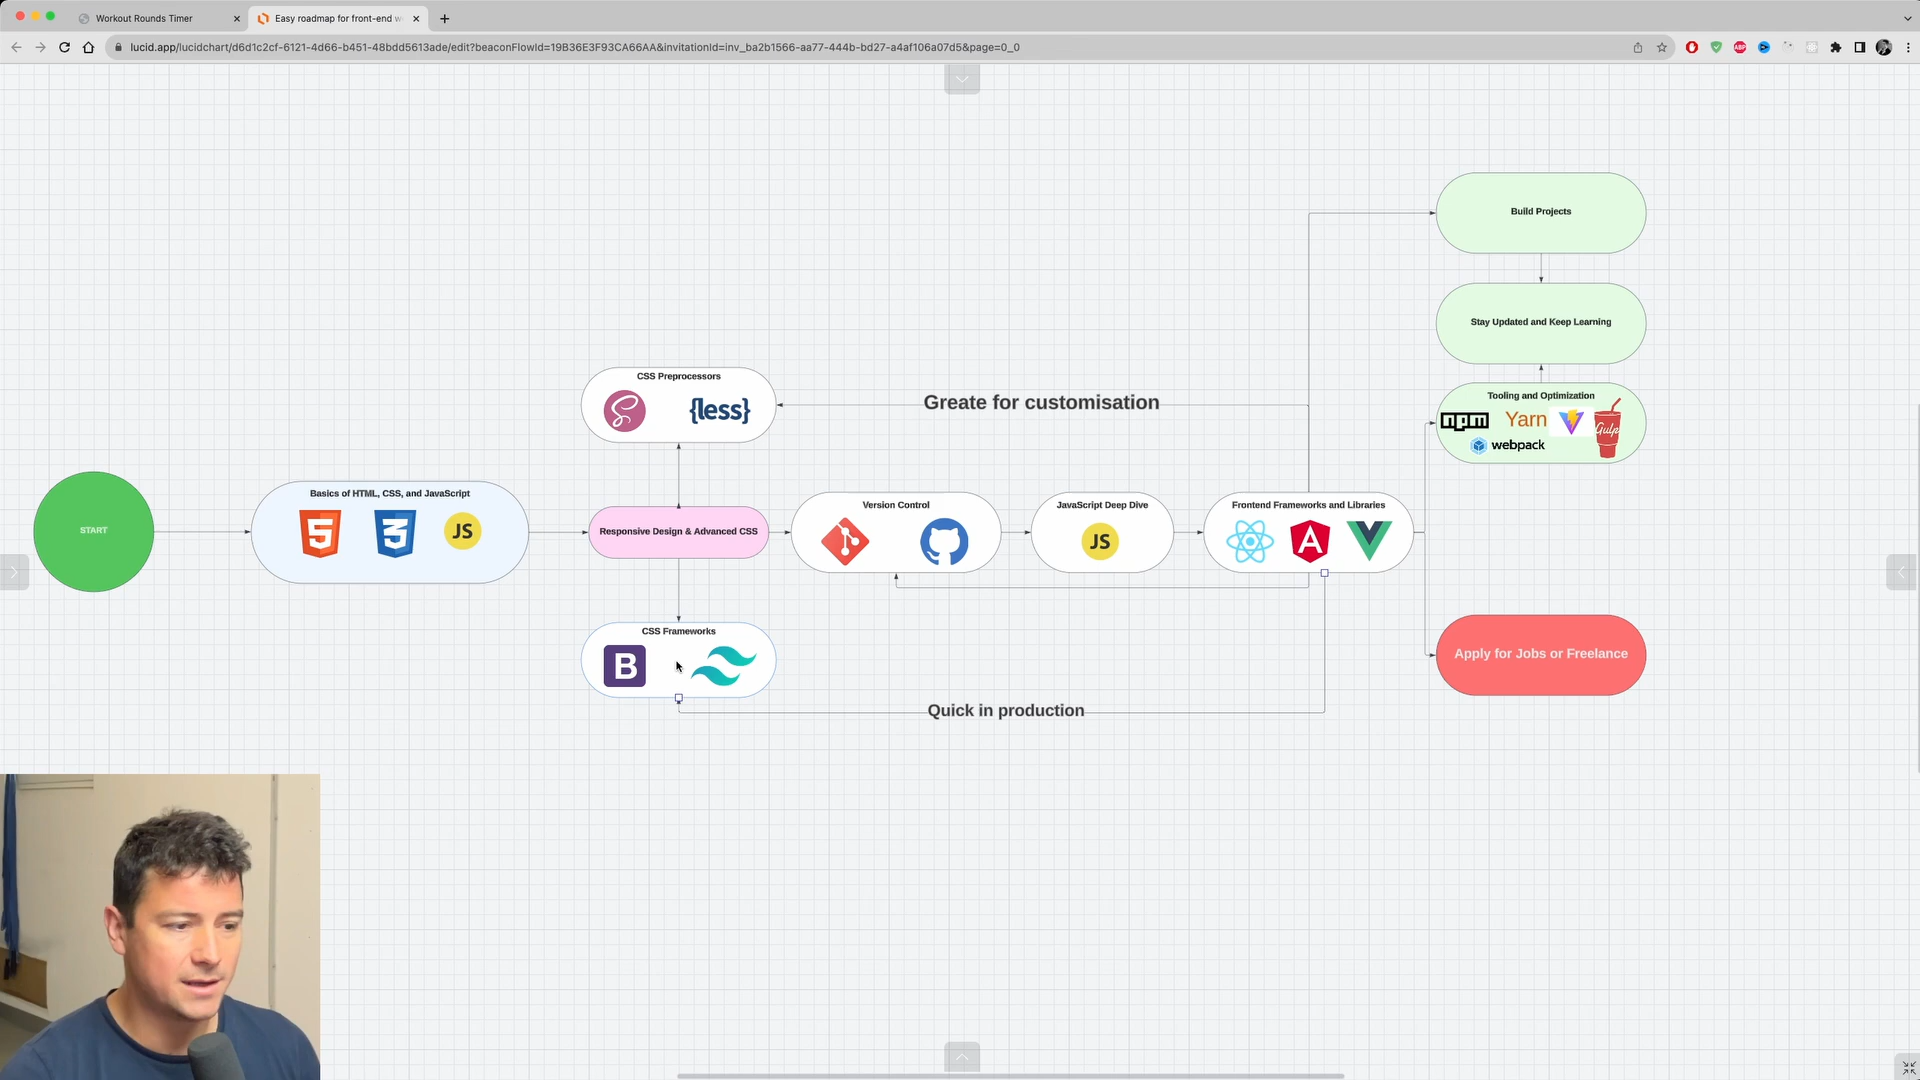 Workout Rounds Timer
Easy roadmap for front-end w
lucid.app/lucidchart/d6d1c2cf-6121-4d66-b451-48bdd5613ade/edit?beaconFlowId=19B36E3F93CA66AA&invitationId=inv_ba2b1566-aa77-444b-bd27-a4af106a07d5&page=0_0
ABP
Build Projects
Stay Updated and Keep Learning
CSS Preprocessors
{less}
Greate for customisation
Tooling and Optimization
npm Yarn Gulp
webpack
START
Basics of HTML, CSS, and JavaScript
5 3 JS
Responsive Design & Advanced CSS
Version Control
JavaScript Deep Dive
JS
Frontend Frameworks and Libraries
A
CSS Frameworks
B
Quick in production
Apply for Jobs or Freelance